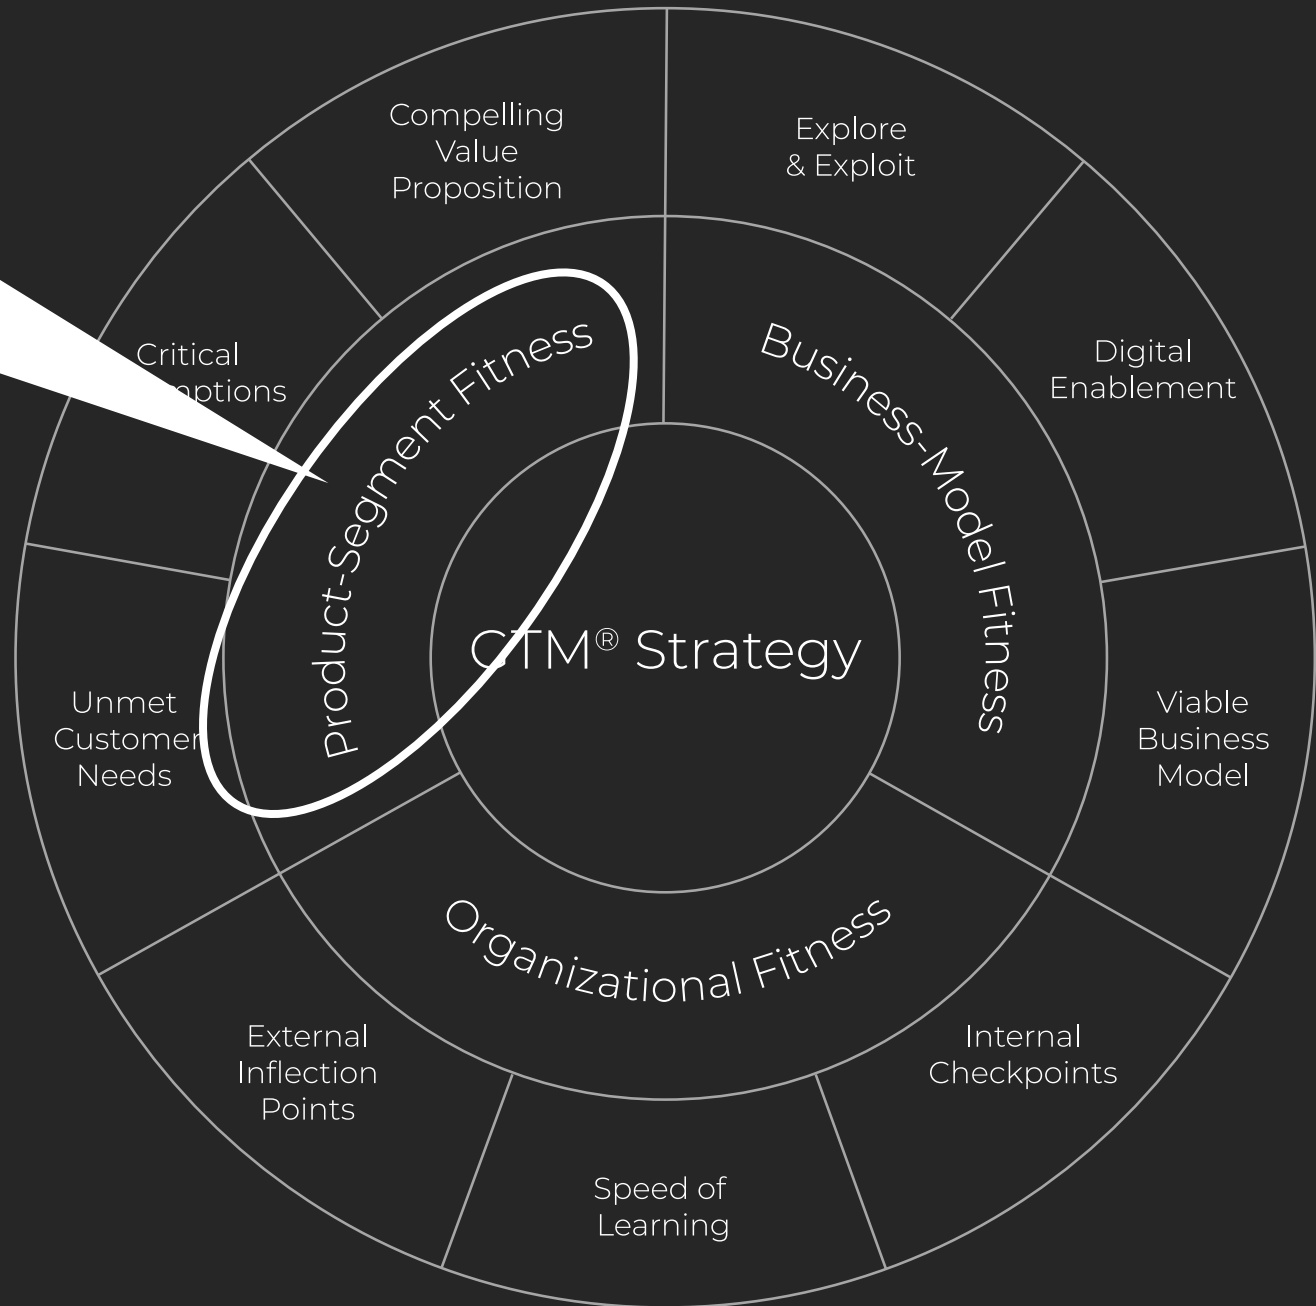 Compelling
Value
Proposition
Explore
& Exploit
Critical
Digital
Enablement
Product-Segment Fitness
Business-Model Fitness
CTM® Strategy
Unmet
Customer
Needs
Viable
Business
Model
Organizational Fitness
External
Inflection
Points
Internal
Checkpoints
Speed of
Learning